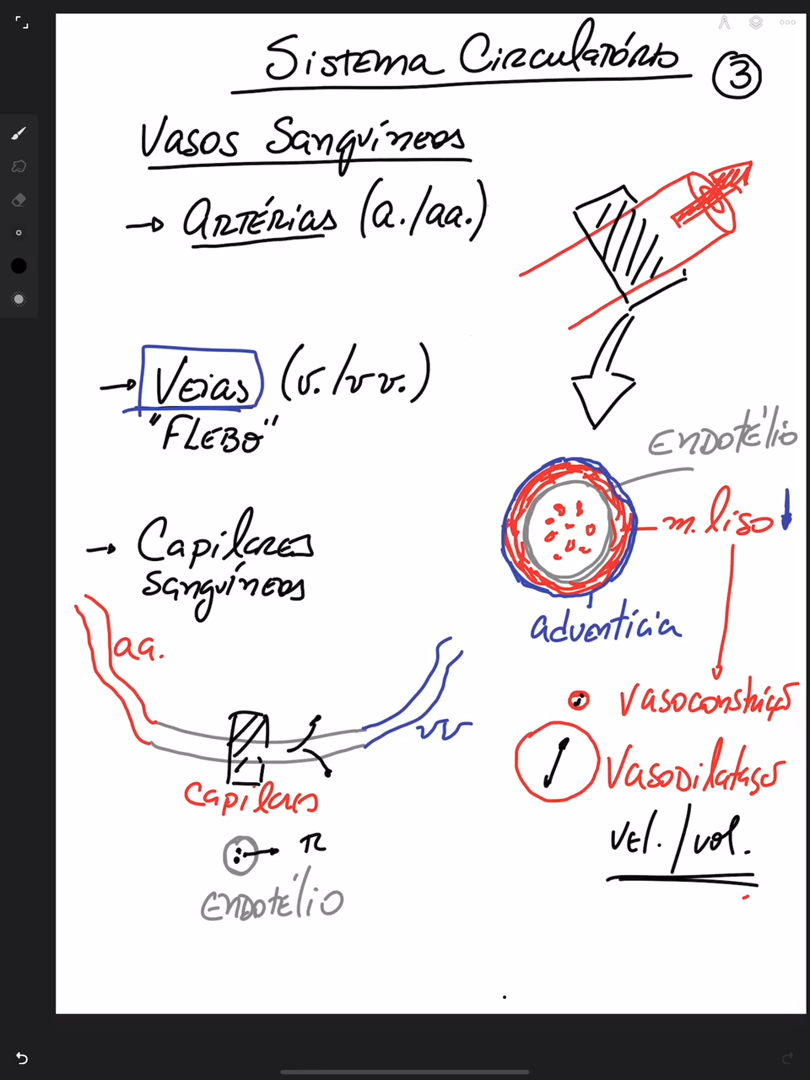 Sistema Circulatório
3
Vasos Sanguíneos
→ Artérias (a./aa.)
→ Veias (v./vv.)
"FLEBO"
→ Capilares
sanguíneos
Endotélio
m. liso ↓
adventícia
aa.
vv
Capilares
Vasoconstrição
Vasodilatação
vel./vol.
Endotélio